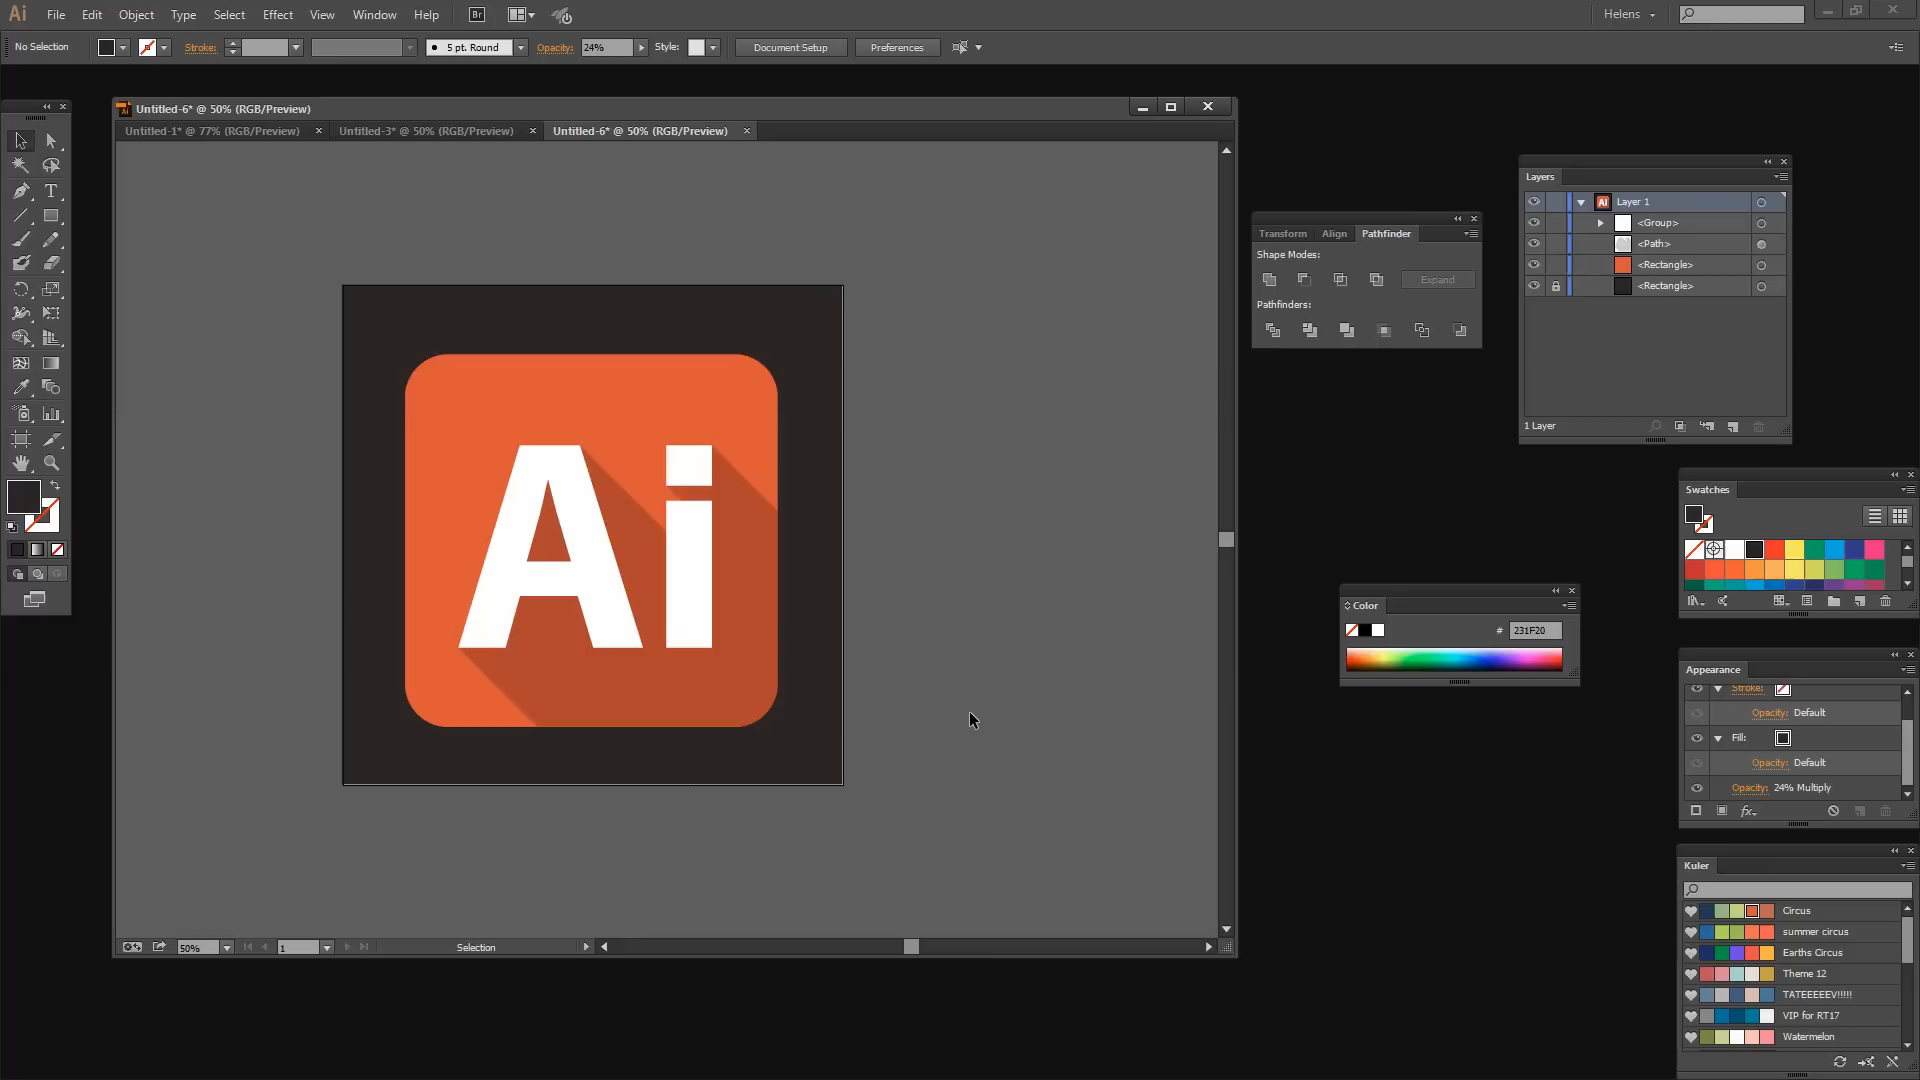 Ai File Edit Object Type Select Effect View Window Help Br Helens
No Selection Stroke: 5 pt. Round Opacity: 24% Style: Document Setup Preferences
Untitled-6* @ 50% (RGB/Preview)
Untitled-1* @ 77% (RGB/Preview) Untitled-3* @ 50% (RGB/Preview) Untitled-6* @ 50% (RGB/Preview)
Ai
50% 1 Selection
Transform Align Pathfinder
Shape Modes:
Expand
Pathfinders:
Layers
Layer 1
<Group>
<Path>
<Rectangle>
<Rectangle>
1 Layer
Color
# 231F20
Swatches
Appearance
Stroke:
Opacity: Default
Fill:
Opacity: Default
Opacity: 24% Multiply
fx
Kuler
Circus
summer circus
Earths Circus
Theme 12
TATEEEEEV!!!!!
VIP for RT17
Watermelon